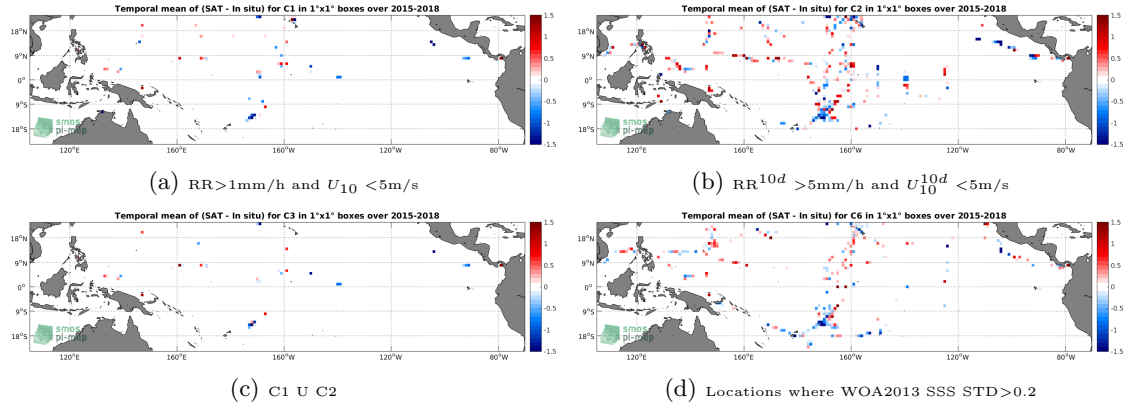 Temporal mean of (SAT - In situ) for C1 in 1°x1° boxes over 2015-2018
18°N
9°N
0°
9°S
18°S
120°E
160°E
160°W
120°W
80°W
1.5
1
0.5
0
-0.5
-1
-1.5
smos
pi-mep
(a) RR>1mm/h and U10 <5m/s
Temporal mean of (SAT - In situ) for C2 in 1°x1° boxes over 2015-2018
18°N
9°N
0°
9°S
18°S
120°E
160°E
160°W
120°W
80°W
1.5
1
0.5
0
-0.5
-1
-1.5
smos
pi-mep
(b) RR^10d >5mm/h and U10^10d <5m/s
Temporal mean of (SAT - In situ) for C3 in 1°x1° boxes over 2015-2018
18°N
9°N
0°
9°S
18°S
120°E
160°E
160°W
120°W
80°W
1.5
1
0.5
0
-0.5
-1
-1.5
smos
pi-mep
(c) C1 U C2
Temporal mean of (SAT - In situ) for C6 in 1°x1° boxes over 2015-2018
18°N
9°N
0°
9°S
18°S
120°E
160°E
160°W
120°W
80°W
1.5
1
0.5
0
-0.5
-1
-1.5
smos
pi-mep
(d) Locations where WOA2013 SSS STD>0.2